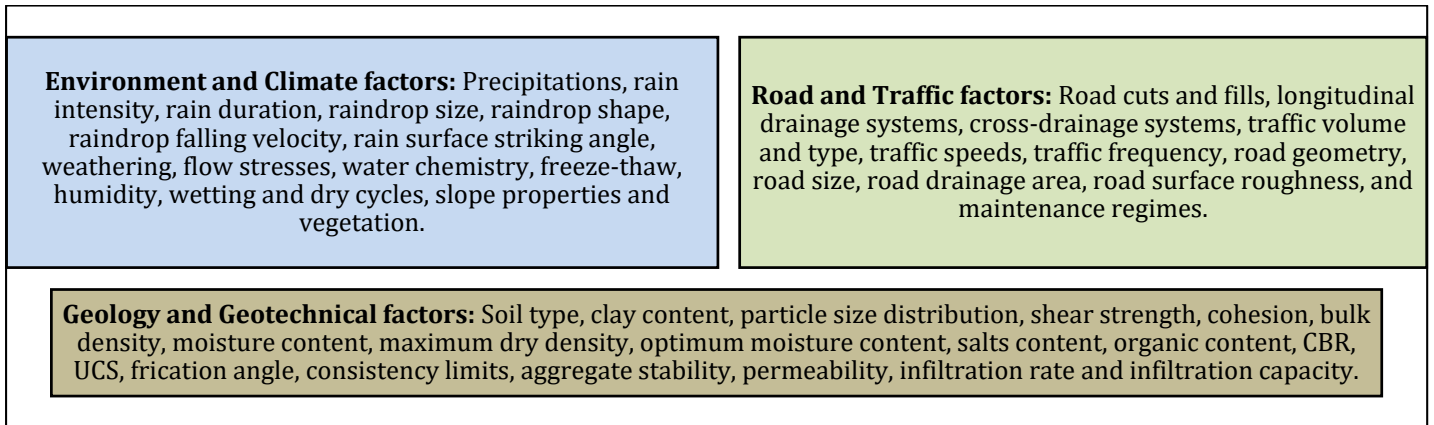 Environment and Climate factors: Precipitations, rain
intensity, rain duration, raindrop size, raindrop shape,
raindrop falling velocity, rain surface striking angle,
weathering, flow stresses, water chemistry, freeze-thaw,
humidity, wetting and dry cycles, slope properties and
vegetation.
Road and Traffic factors: Road cuts and fills, longitudinal
drainage systems, cross-drainage systems, traffic volume
and type, traffic speeds, traffic frequency, road geometry,
road size, road drainage area, road surface roughness, and
maintenance regimes.
Geology and Geotechnical factors: Soil type, clay content, particle size distribution, shear strength, cohesion, bulk
density, moisture content, maximum dry density, optimum moisture content, salts content, organic content, CBR,
UCS, frication angle, consistency limits, aggregate stability, permeability, infiltration rate and infiltration capacity.